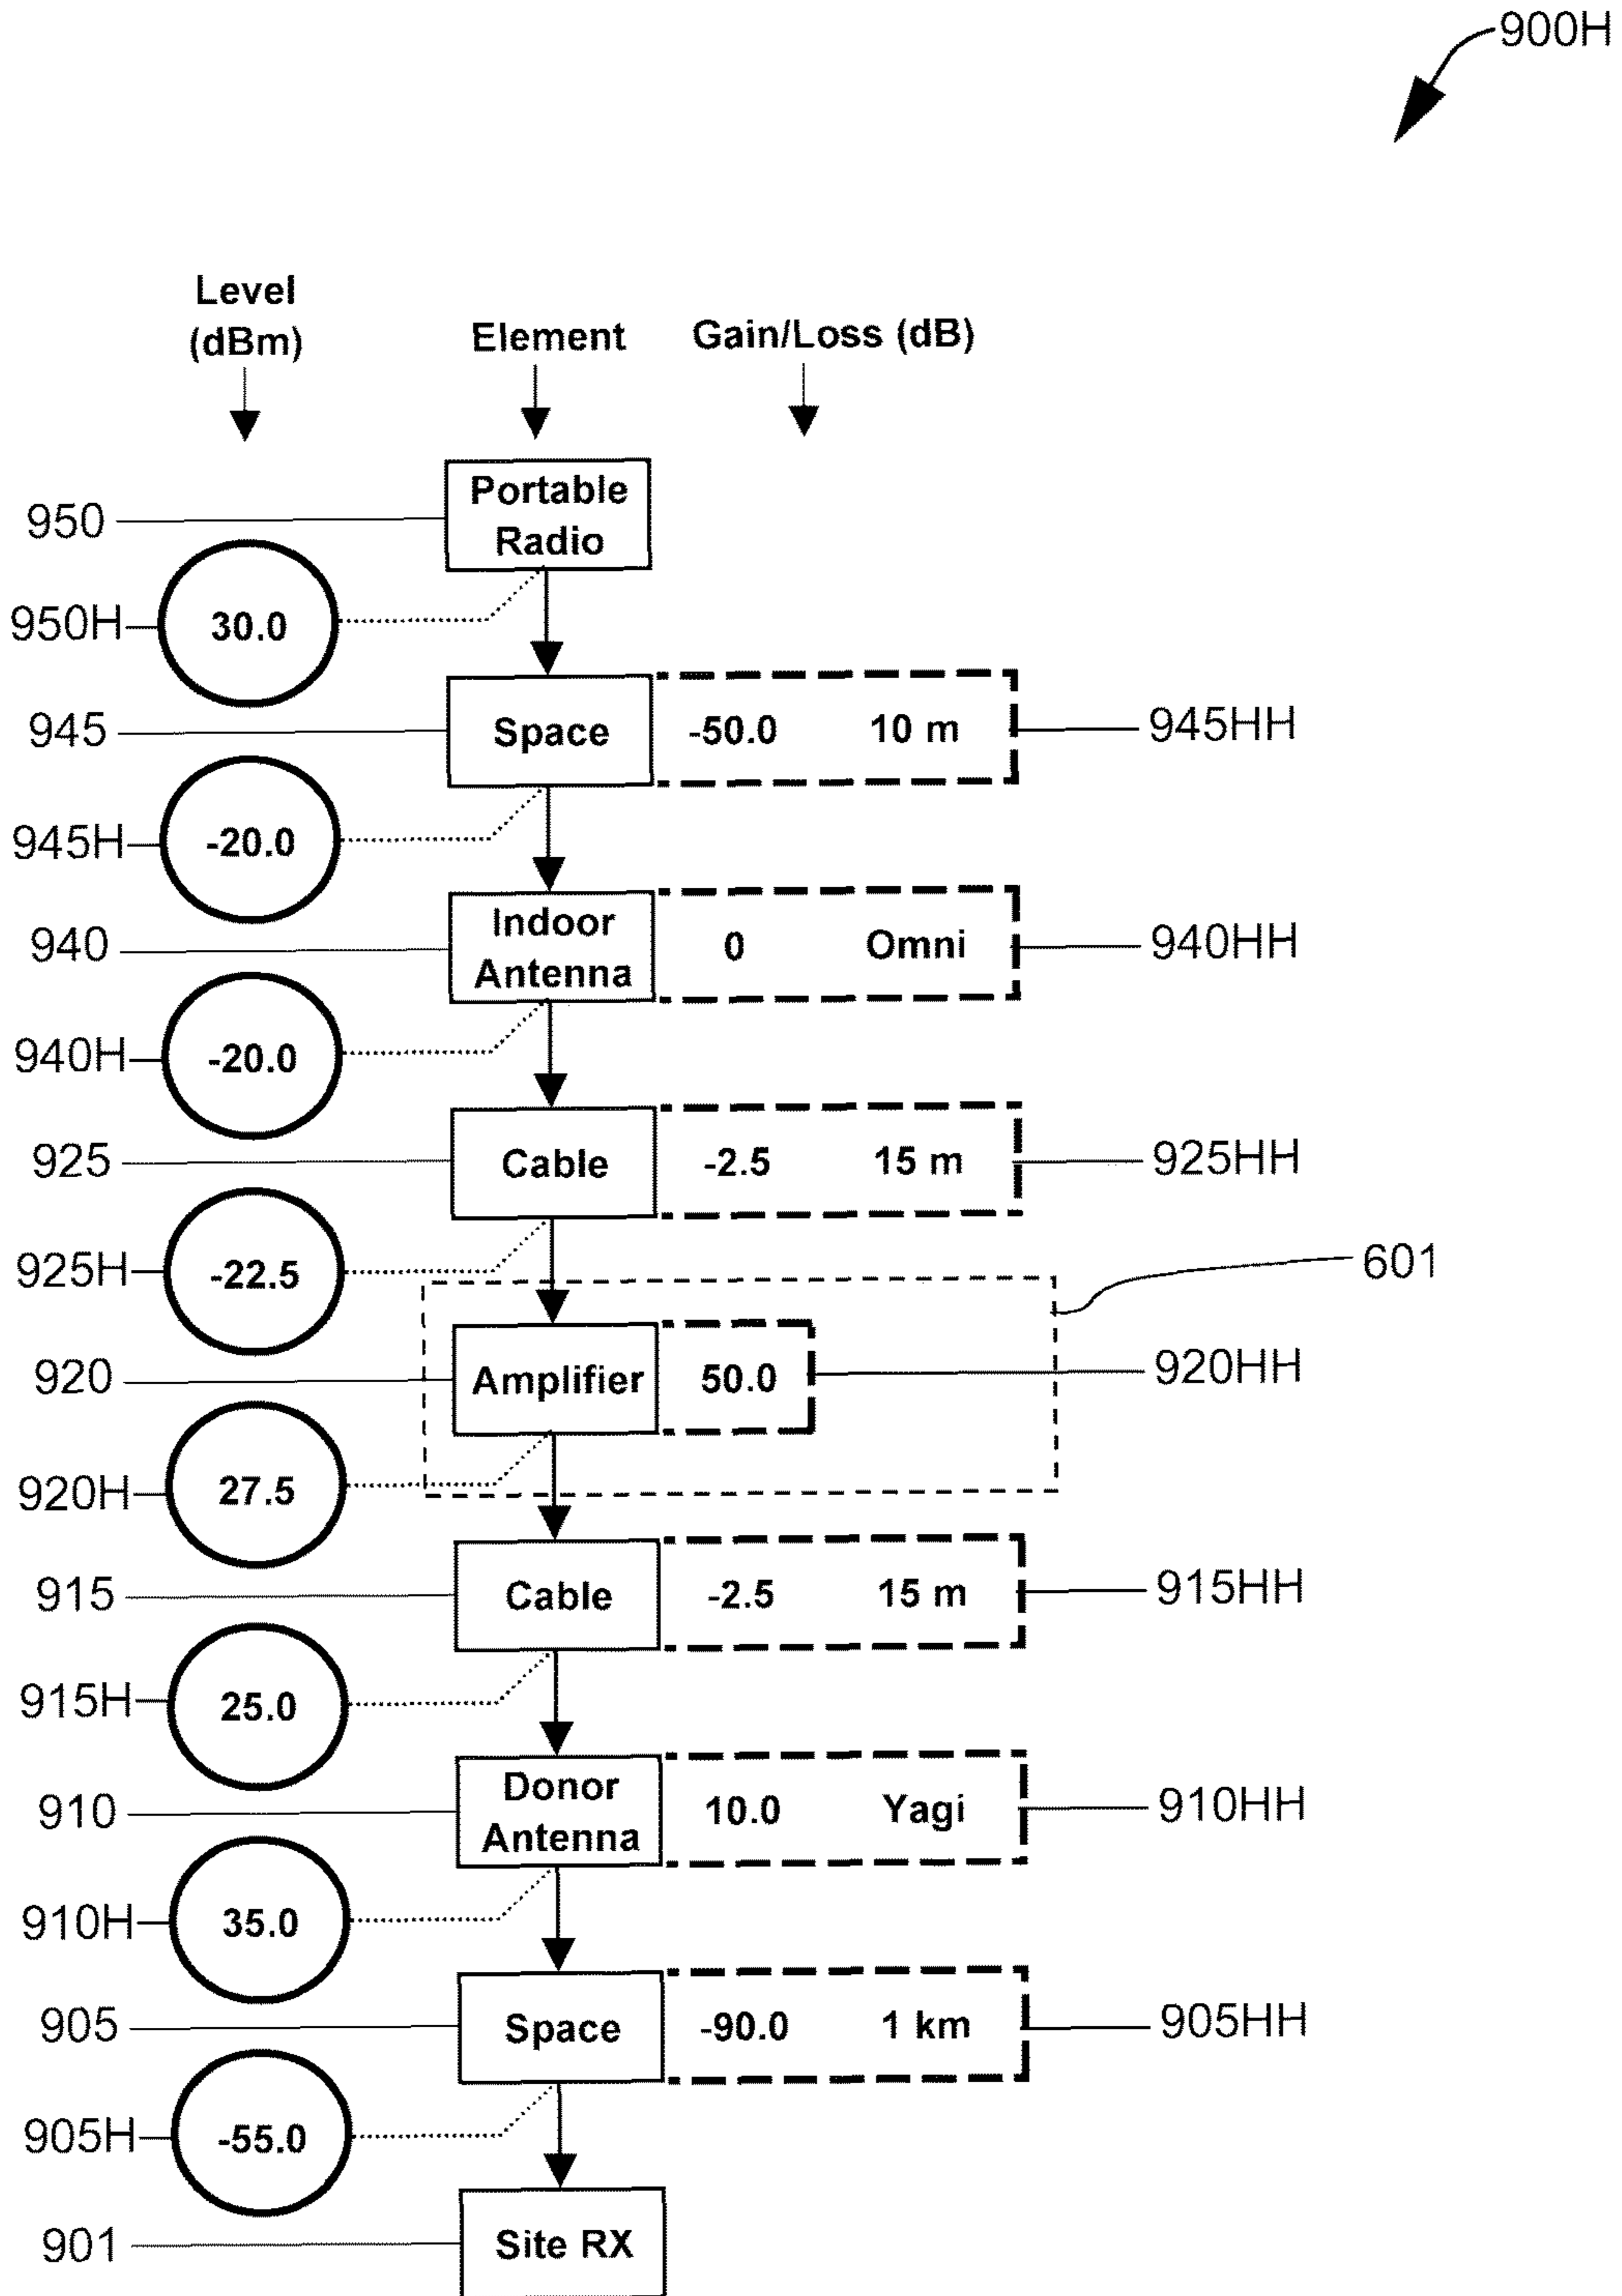 900H
Level
(dBm)
Element
Gain/Loss (dB)
950
Portable
Radio
950H
30.0
945
Space
-50.0 10 m
945HH
945H
-20.0
940
Indoor
Antenna
0 Omni
940HH
940H
-20.0
925
Cable
-2.5 15 m
925HH
925H
-22.5
601
920
Amplifier
50.0
920HH
920H
27.5
915
Cable
-2.5 15 m
915HH
915H
25.0
910
Donor
Antenna
10.0 Yagi
910HH
910H
35.0
905
Space
-90.0 1 km
905HH
905H
-55.0
901
Site RX